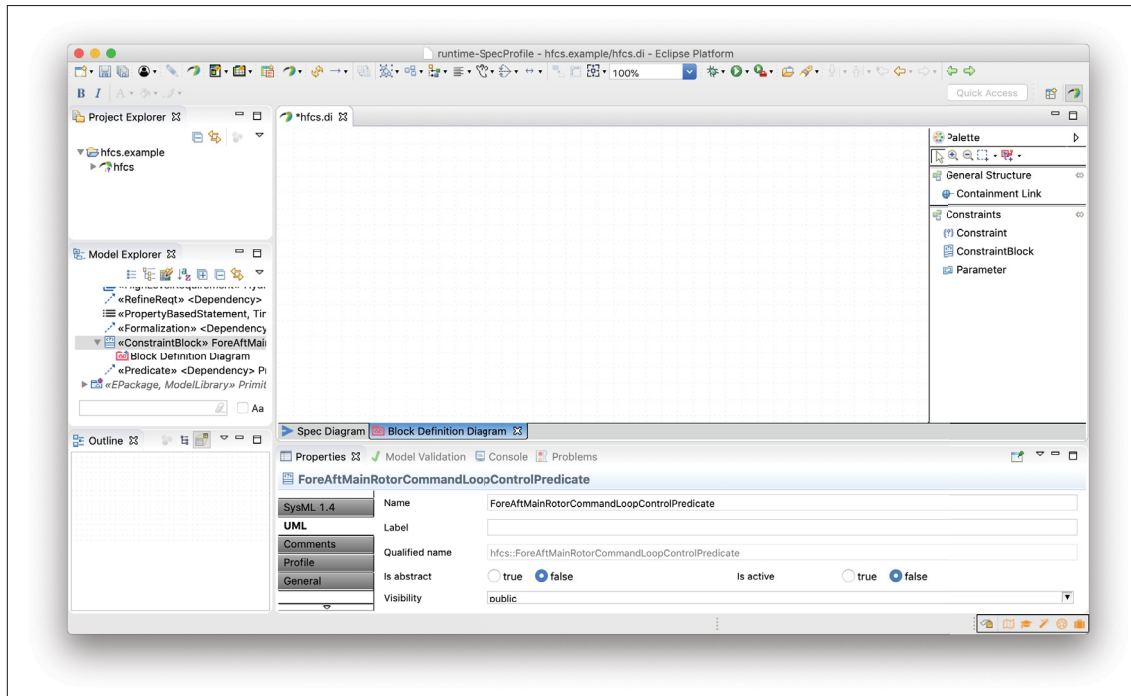 runtime-SpecProfile - hfcs.example/hfcs.di - Eclipse Platform
100%
B I A
Quick Access
Project Explorer
hfcs.example
hfcs
*hfcs.di
Palette
General Structure
Containment Link
Constraints
Constraint
ConstraintBlock
Parameter
Model Explorer
«RefineReqt» <Dependency>
«PropertyBasedStatement, Tir
«Formalization» <Dependency
«ConstraintBlock» ForeAftMai
Block Definition Diagram
«Predicate» <Dependency> Pr
«EPackage, ModelLibrary» Primit
Aa
Outline
Spec Diagram Block Definition Diagram
Properties Model Validation Console Problems
ForeAftMainRotorCommandLoopControlPredicate
SysML 1.4
UML
Comments
Profile
General
Name ForeAftMainRotorCommandLoopControlPredicate
Label
Qualified name hfcs::ForeAftMainRotorCommandLoopControlPredicate
Is abstract true false Is active true false
Visibility public